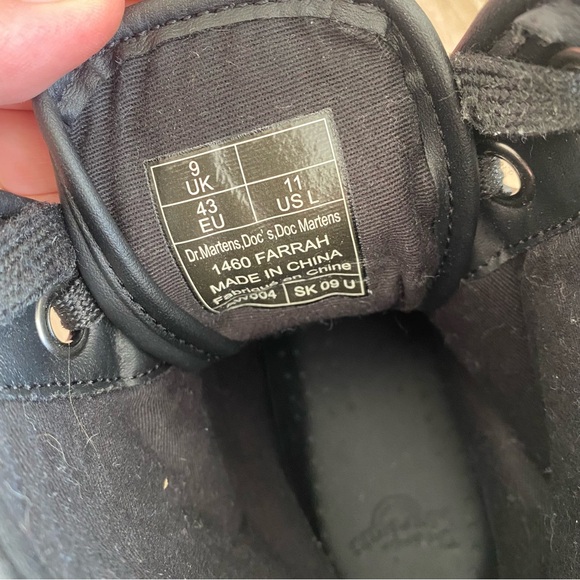 9
UK
43
EU
11
US L
Dr.Martens,Doc's,Doc Martens
1460 FARRAH
MADE IN CHINA
Fabriqué en Chine
SK 09 U